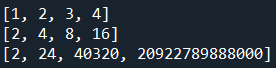 [1, 2, 3, 4]
[2, 4, 8, 16]
[2, 24, 40320, 20922789888000]